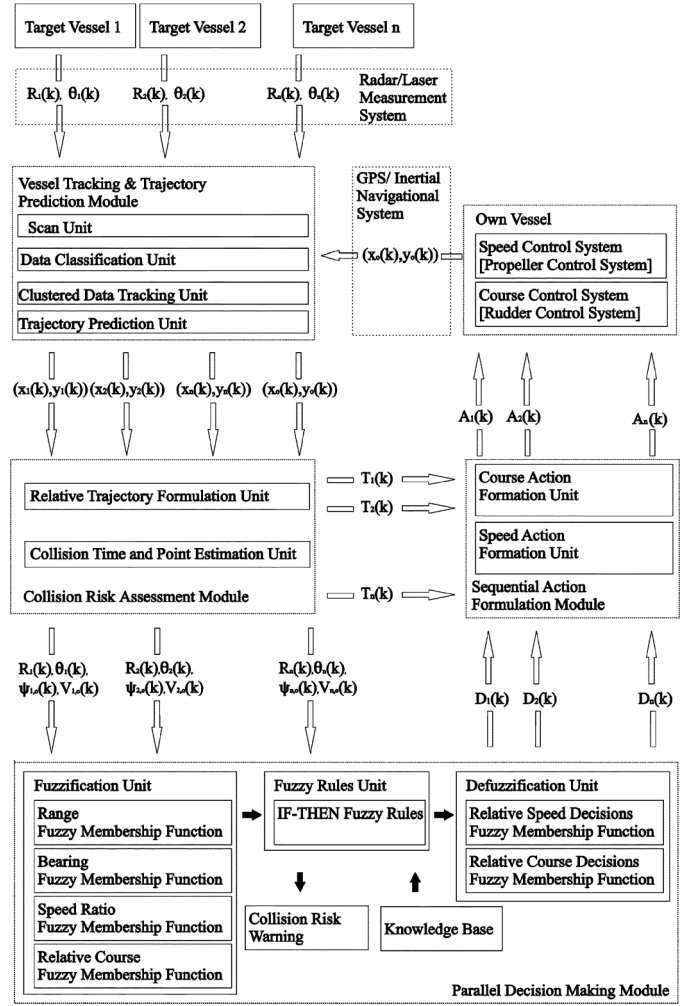 Target Vessel 1
Target Vessel 2
Target Vessel n
R₁(k), θ₁(k)
R₂(k), θ₂(k)
Rₙ(k), θₙ(k)
Radar/Laser
Measurement
System
Vessel Tracking & Trajectory
Prediction Module
Scan Unit
Data Classification Unit
Clustered Data Tracking Unit
Trajectory Prediction Unit
GPS/ Inertial
Navigational
System
(xₒ(k),yₒ(k))
Own Vessel
Speed Control System
[Propeller Control System]
Course Control System
[Rudder Control System]
(x₁(k),y₁(k))
(x₂(k),y₂(k))
(xₙ(k),yₙ(k))
(xₒ(k),yₒ(k))
A₁(k)
A₂(k)
Aₙ(k)
Relative Trajectory Formulation Unit
Collision Time and Point Estimation Unit
Collision Risk Assessment Module
T₁(k)
T₂(k)
Tₙ(k)
Course Action
Formation Unit
Speed Action
Formation Unit
Sequential Action
Formulation Module
R₁(k),θ₁(k),
ψ₁,ₒ(k),V₁,ₒ(k)
R₂(k),θ₂(k),
ψ₂,ₒ(k),V₂,ₒ(k)
Rₙ(k),θₙ(k),
ψₙ,ₒ(k),Vₙ,ₒ(k)
D₁(k)
D₂(k)
Dₙ(k)
Fuzzification Unit
Range
Fuzzy Membership Function
Bearing
Fuzzy Membership Function
Speed Ratio
Fuzzy Membership Function
Relative Course
Fuzzy Membership Function
Fuzzy Rules Unit
IF-THEN Fuzzy Rules
Collision Risk
Warning
Knowledge Base
Defuzzification Unit
Relative Speed Decisions
Fuzzy Membership Function
Relative Course Decisions
Fuzzy Membership Function
Parallel Decision Making Module